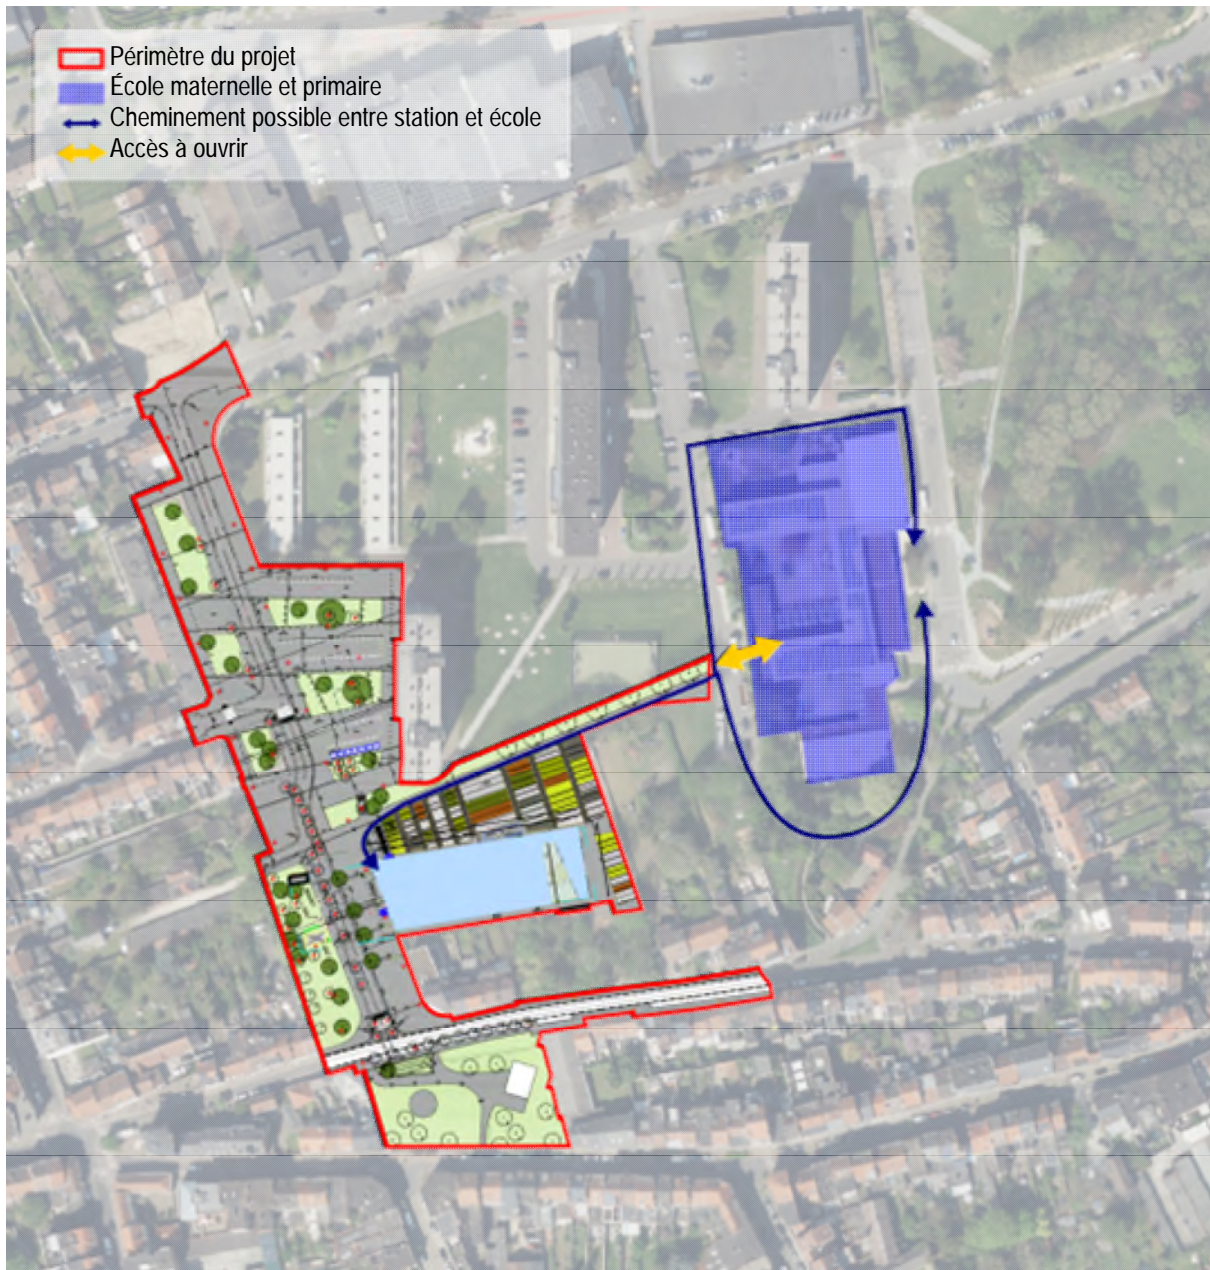 Périmètre du projet
École maternelle et primaire
Cheminement possible entre station et école
Accès à ouvrir